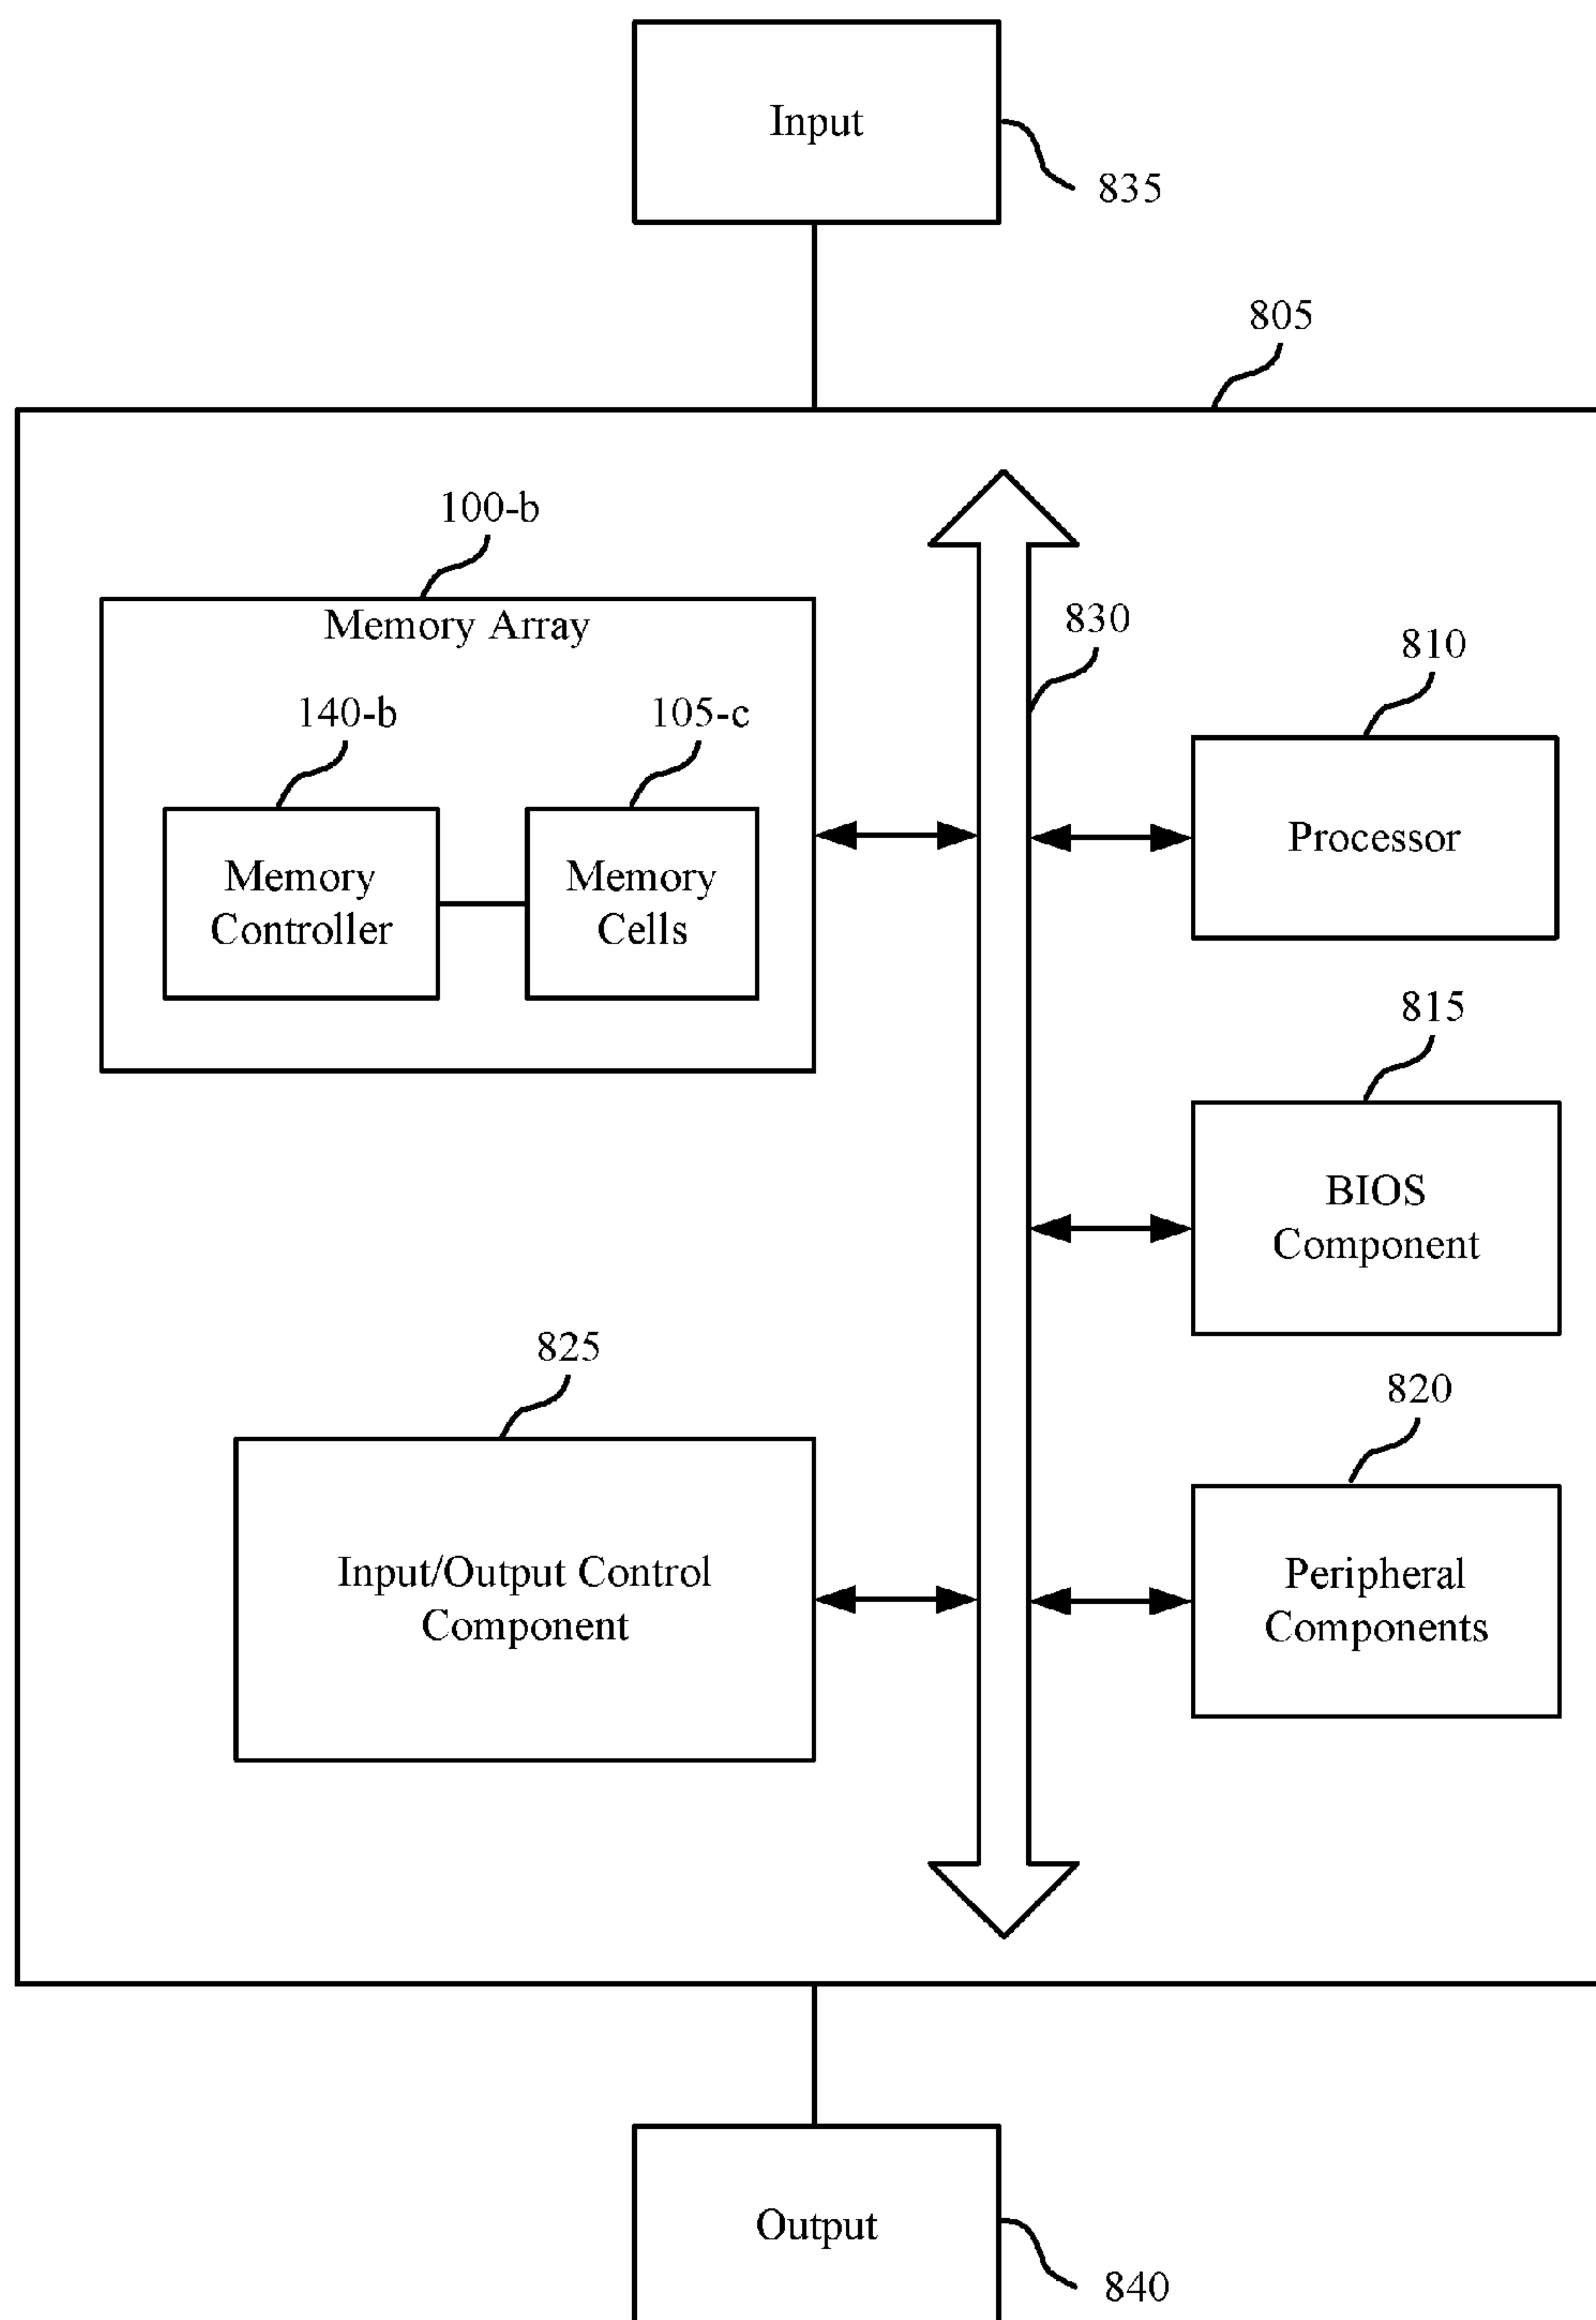 Input
835
805
100-b
Memory Array
830
810
140-b
105-c
Processor
Memory
Controller
Memory
Cells
815
BIOS
Component
825
820
Input/Output Control
Component
Peripheral
Components
Output
840